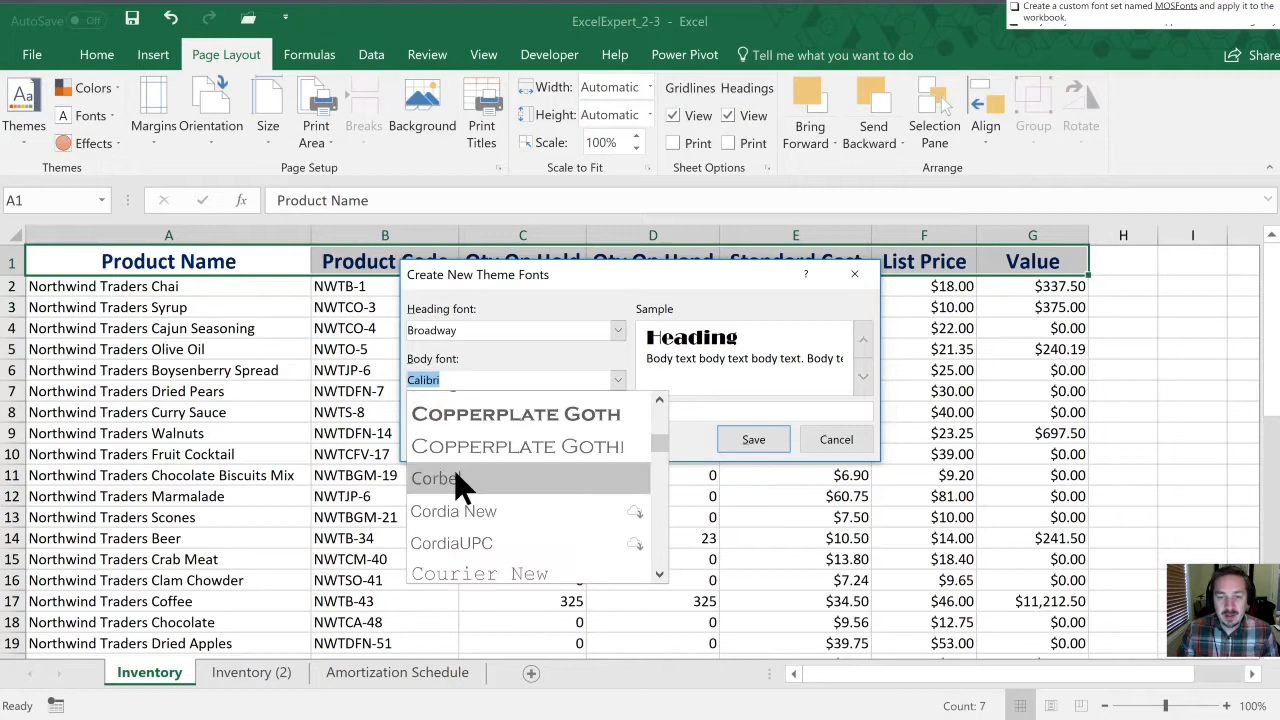 AutoSave Off
ExcelExpert_2-3 - Excel
Create a custom font set named MOSFonts and apply it to the
workbook.
File Home Insert Page Layout Formulas Data Review View Developer Help Power Pivot Tell me what you want to do Share
Themes
Colors
Fonts
Effects
Themes
Margins Orientation Size Print Area Breaks Background Print Titles
Page Setup
Width: Automatic
Height: Automatic
Scale: 100%
Scale to Fit
Gridlines Headings
View View
Print Print
Sheet Options
Bring Forward Send Backward Selection Pane Align Group Rotate
Arrange
A1 fx Product Name
A B C D E F G H I
1 Product Name Product Code Qty On Hold Qty On Hand Standard Cost List Price Value
2 Northwind Traders Chai NWTB-1 $18.00 $337.50
3 Northwind Traders Syrup NWTCO-3 $10.00 $375.00
4 Northwind Traders Cajun Seasoning NWTCO-4 $22.00 $0.00
5 Northwind Traders Olive Oil NWTO-5 $21.35 $240.19
6 Northwind Traders Boysenberry Spread NWTJP-6 $25.00 $0.00
7 Northwind Traders Dried Pears NWTDFN-7 $30.00 $0.00
8 Northwind Traders Curry Sauce NWTS-8 $40.00 $0.00
9 Northwind Traders Walnuts NWTDFN-14 $23.25 $697.50
10 Northwind Traders Fruit Cocktail NWTCFV-17 $39.00 $0.00
11 Northwind Traders Chocolate Biscuits Mix NWTBGM-19 0 $6.90 $9.20 $0.00
12 Northwind Traders Marmalade NWTJP-6 0 $60.75 $81.00 $0.00
13 Northwind Traders Scones NWTBGM-21 0 $7.50 $10.00 $0.00
14 Northwind Traders Beer NWTB-34 23 $10.50 $14.00 $241.50
15 Northwind Traders Crab Meat NWTCM-40 0 $13.80 $18.40 $0.00
16 Northwind Traders Clam Chowder NWTSO-41 0 $7.24 $9.65 $0.00
17 Northwind Traders Coffee NWTB-43 325 325 $34.50 $46.00 $11,212.50
18 Northwind Traders Chocolate NWTCA-48 0 0 $9.56 $12.75 $0.00
19 Northwind Traders Dried Apples NWTDFN-51 0 0 $39.75 $53.00 $0.00
Create New Theme Fonts ?
Heading font:
Broadway
Body font:
Calibri
Sample
Heading
Body text body text body text. Body te
Save Cancel
Copperplate Goth
Copperplate Gothi
Corbel
Cordia New
CordiaUPC
Courier New
Inventory Inventory (2) Amortization Schedule
Ready Count: 7 100%